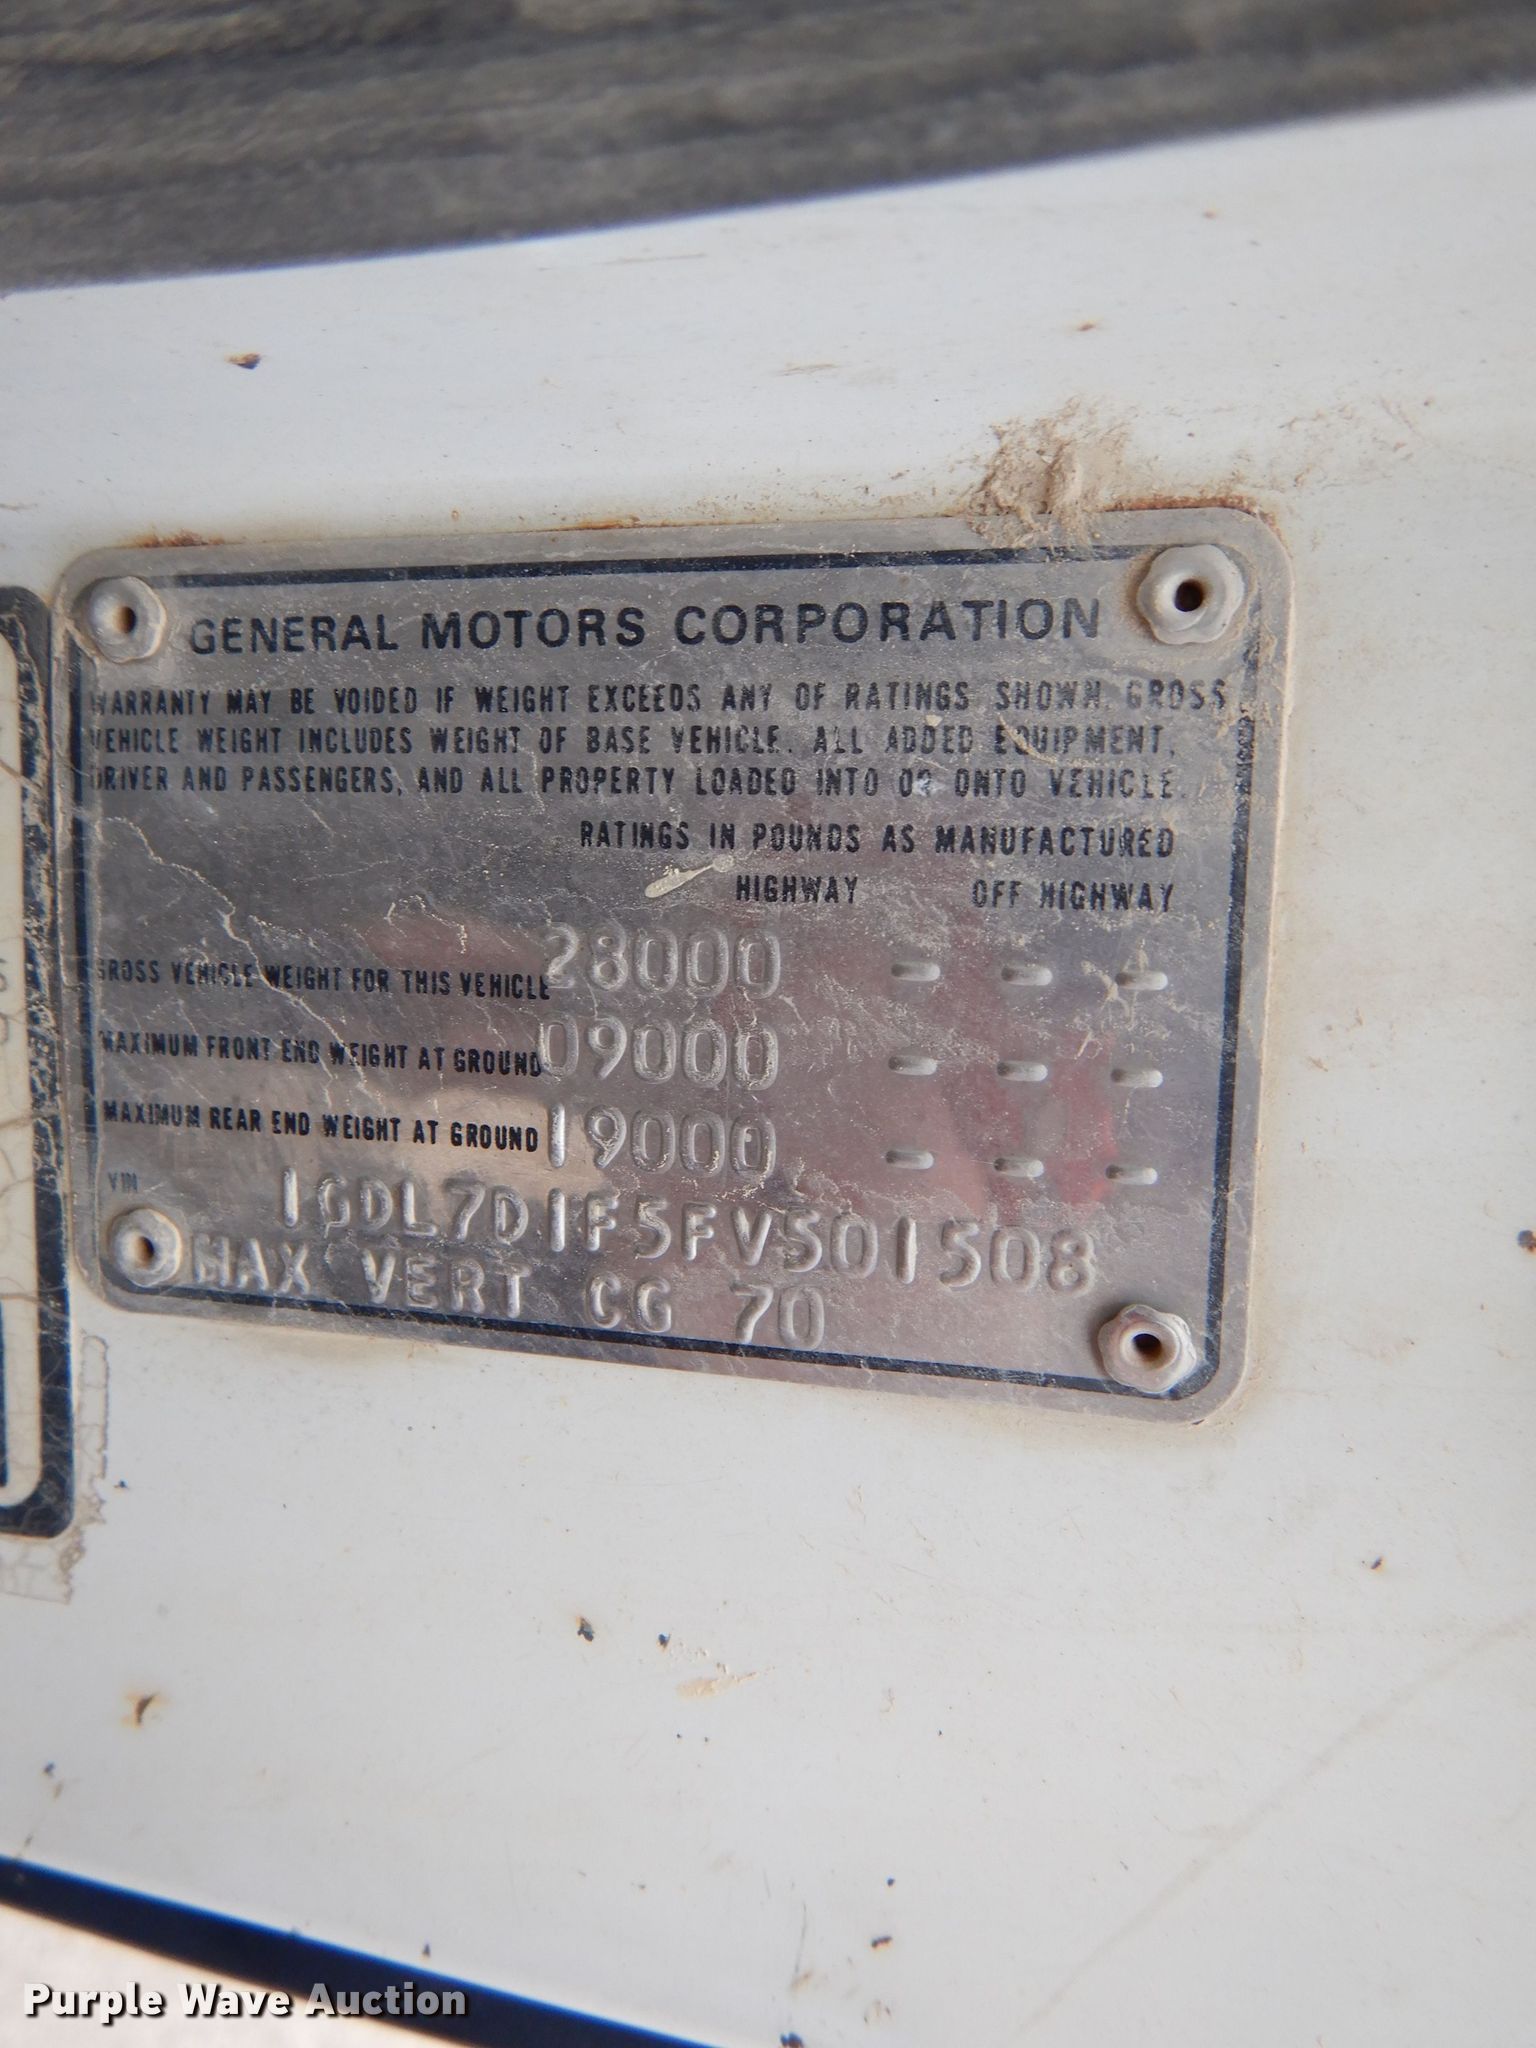 GENERAL MOTORS CORPORATION
WARRANTY MAY BE VOIDED IF WEIGHT EXCEEDS ANY OF RATINGS SHOWN. GROSS
VEHICLE WEIGHT INCLUDES WEIGHT OF BASE VEHICLE. ALL ADDED EQUIPMENT,
DRIVER AND PASSENGERS, AND ALL PROPERTY LOADED INTO OR ONTO VEHICLE.
RATINGS IN POUNDS AS MANUFACTURED
HIGHWAY OFF HIGHWAY
GROSS VEHICLE WEIGHT FOR THIS VEHICLE 28000 - - -
MAXIMUM FRONT END WEIGHT AT GROUND 09000 - - -
MAXIMUM REAR END WEIGHT AT GROUND 19000 - - -
VIN
1GDL7D1F5FV501508
MAX VERT CG 70
Purple Wave Auction